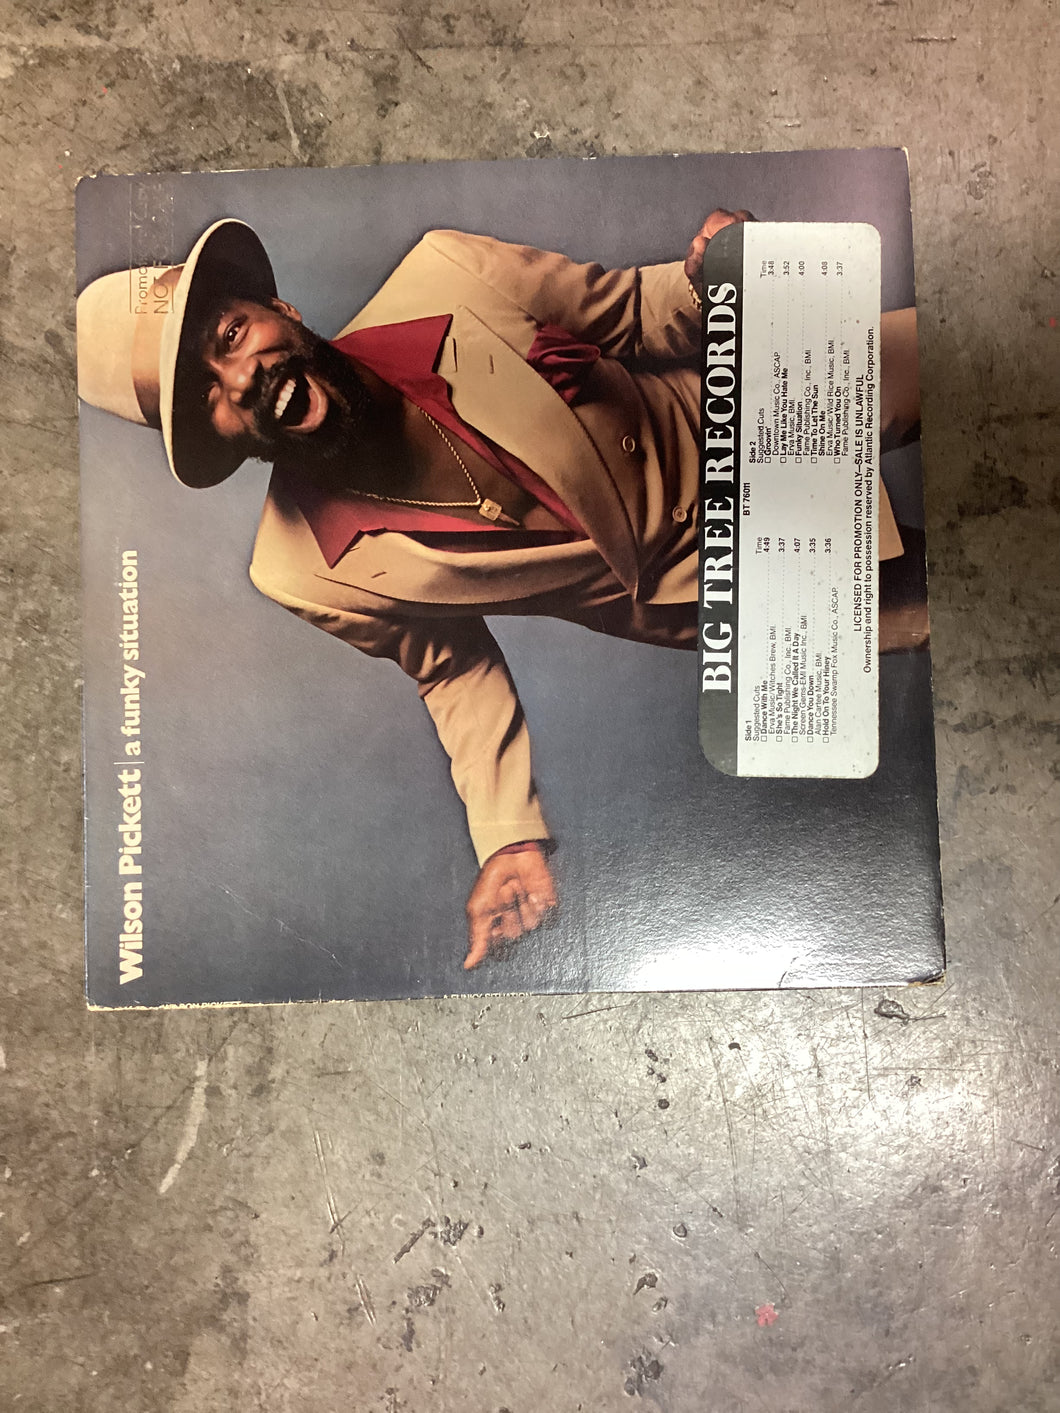 Wilson Pickett | a funky situation
NOT
BIG TREE RECORDS
BT 76011
Side 1
Suggested Cuts Time
☐ Dance With Me 4:49
Erva Music/Witches Brew, BMI
☐ She's So Tight 3:37
Fame Publishing Co., Inc., BMI
☐ The Night We Called It A Day 4:07
Screen Gems-EMI Music Inc., BMI
☐ Dance You Down 3:35
Alan Cartee Music, BMI
☐ Hold On To Your Hiney 3:36
Tennessee Swamp Fox Music Co., ASCAP
Side 2
Suggested Cuts Time
☐ Groovin' 3:48
Downtown Music Co., ASCAP
☐ Lay Me Like You Hate Me 3:52
Erva Music, BMI
☐ Funky Situation 4:00
Fame Publishing Co., Inc., BMI
☐ Time To Let The Sun
Shine On Me 4:08
Erva Music/Wild Rice Music, BMI
☐ Who Turned You On 3:37
Fame Publishing Co., Inc., BMI
LICENSED FOR PROMOTION ONLY—SALE IS UNLAWFUL
Ownership and right to possession reserved by Atlantic Recording Corporation.